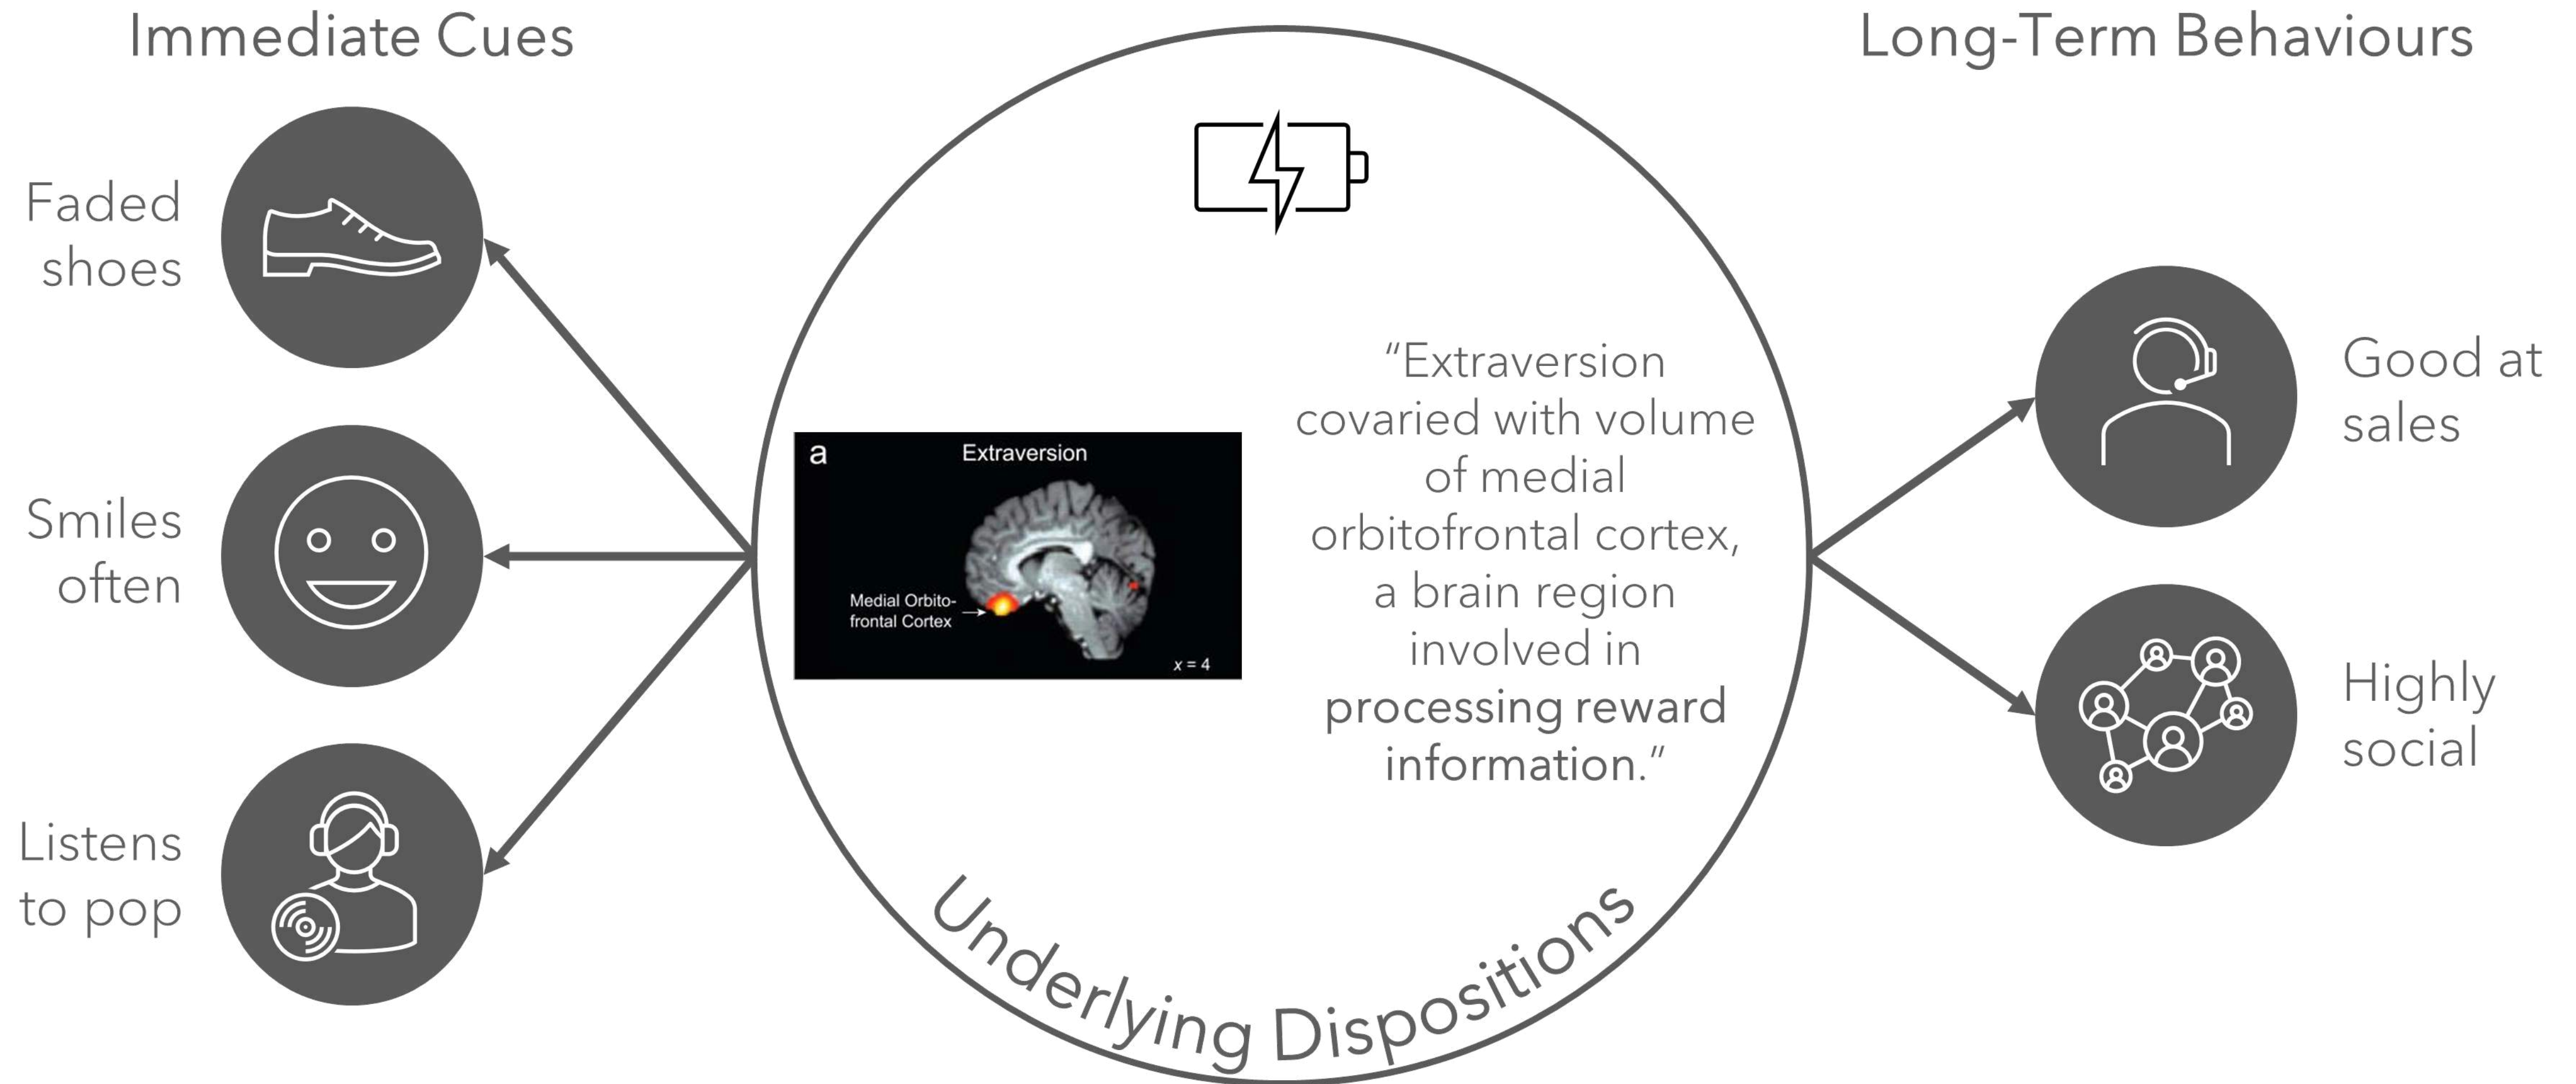 Immediate Cues
Faded
shoes
Smiles
often
Listens
to pop
a
Extraversion
Medial Orbito-
frontal Cortex
x = 4
“Extraversion
covaried with volume
of medial
orbitofrontal cortex,
a brain region
involved in
processing reward
information.”
Underlying Dispositions
Long-Term Behaviours
Good at
sales
Highly
social